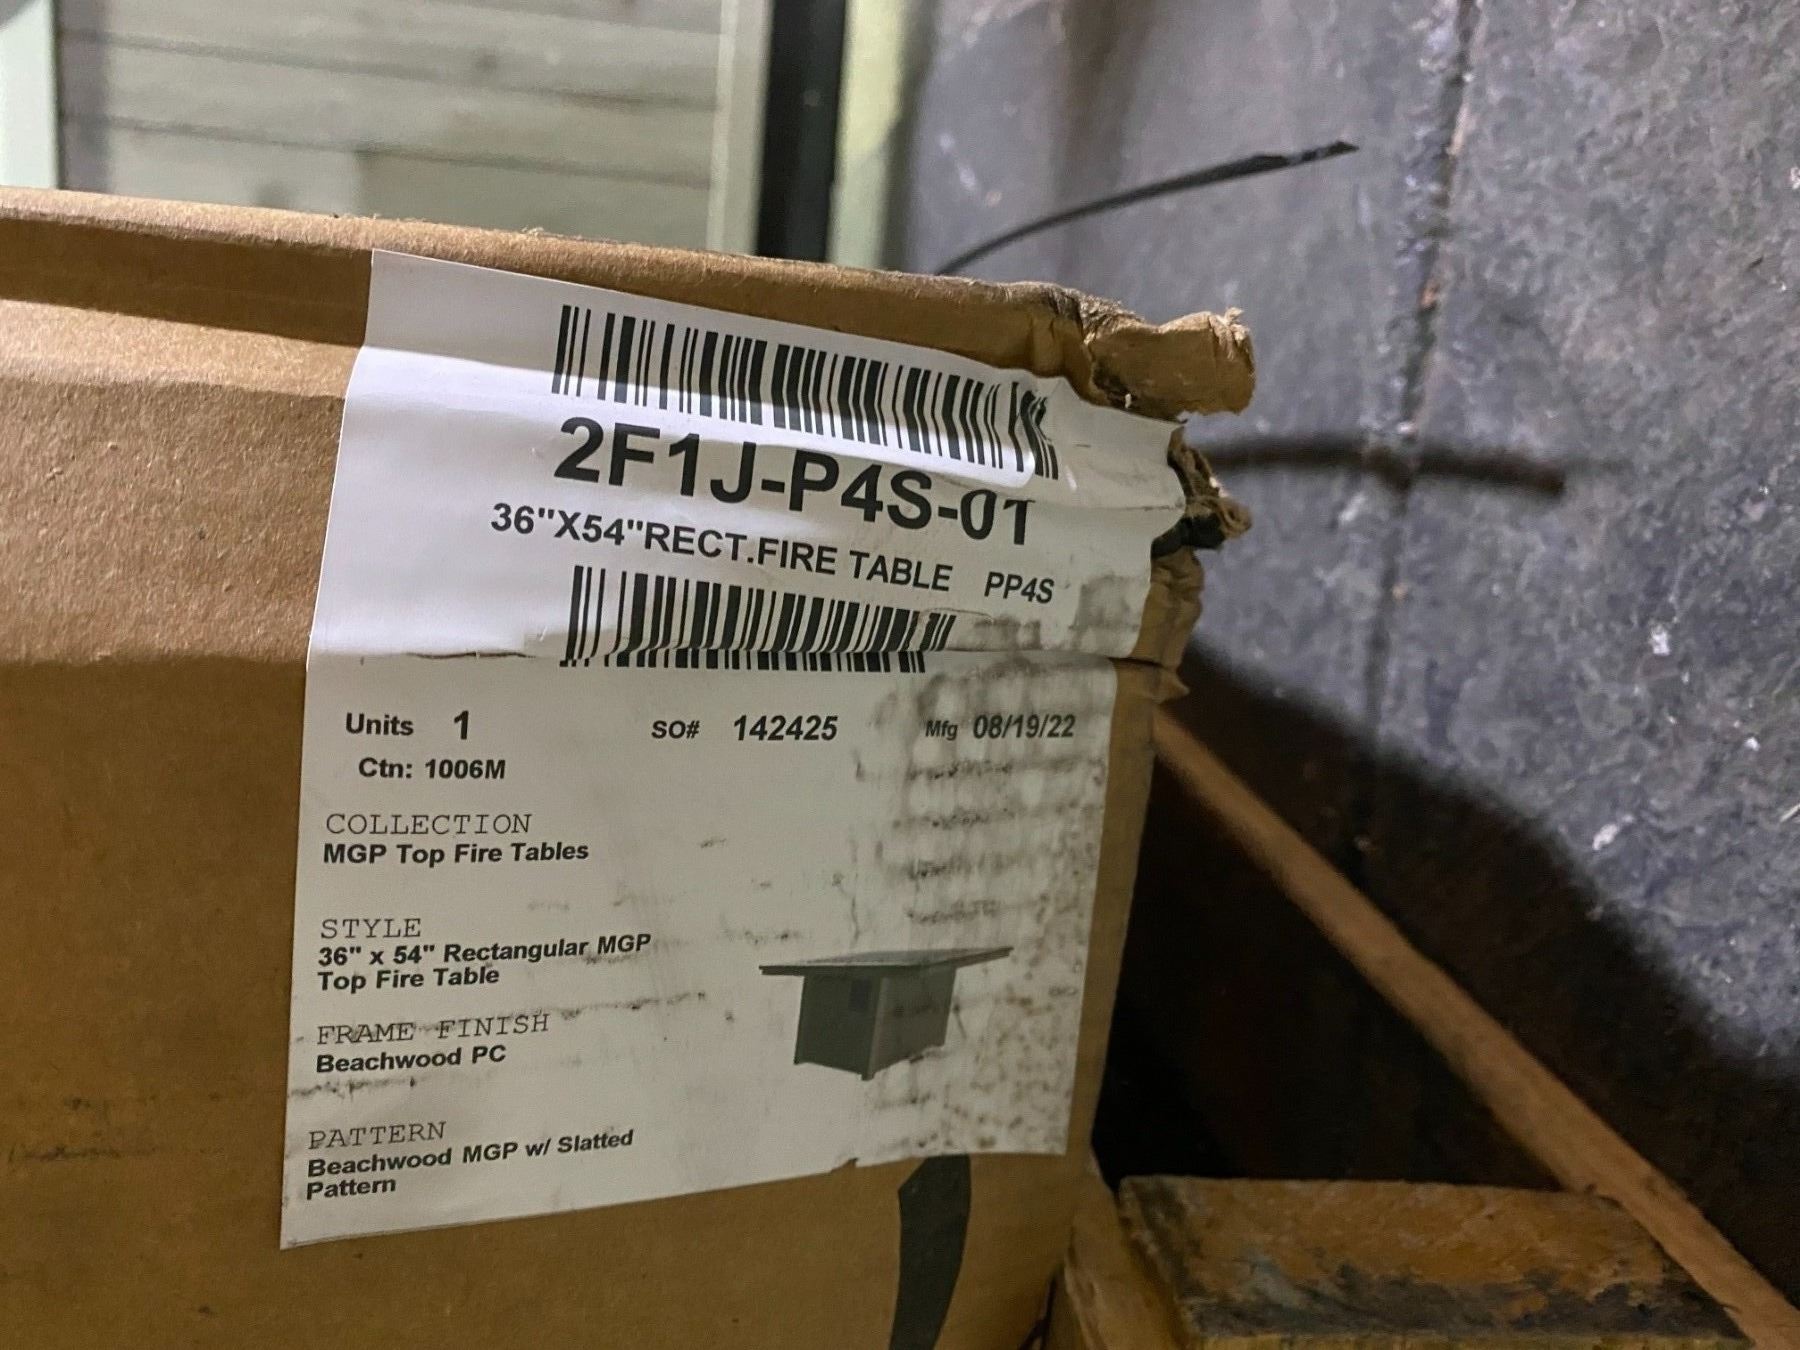 2F1J-P4S-01
36"X54"RECT.FIRE TABLE PP4S
Units 1 SO# 142425 Mfg 08/19/22
Ctn: 1006M
COLLECTION
MGP Top Fire Tables
STYLE
36" x 54" Rectangular MGP
Top Fire Table
FRAME FINISH
Beachwood PC
PATTERN
Beachwood MGP w/ Slatted
Pattern